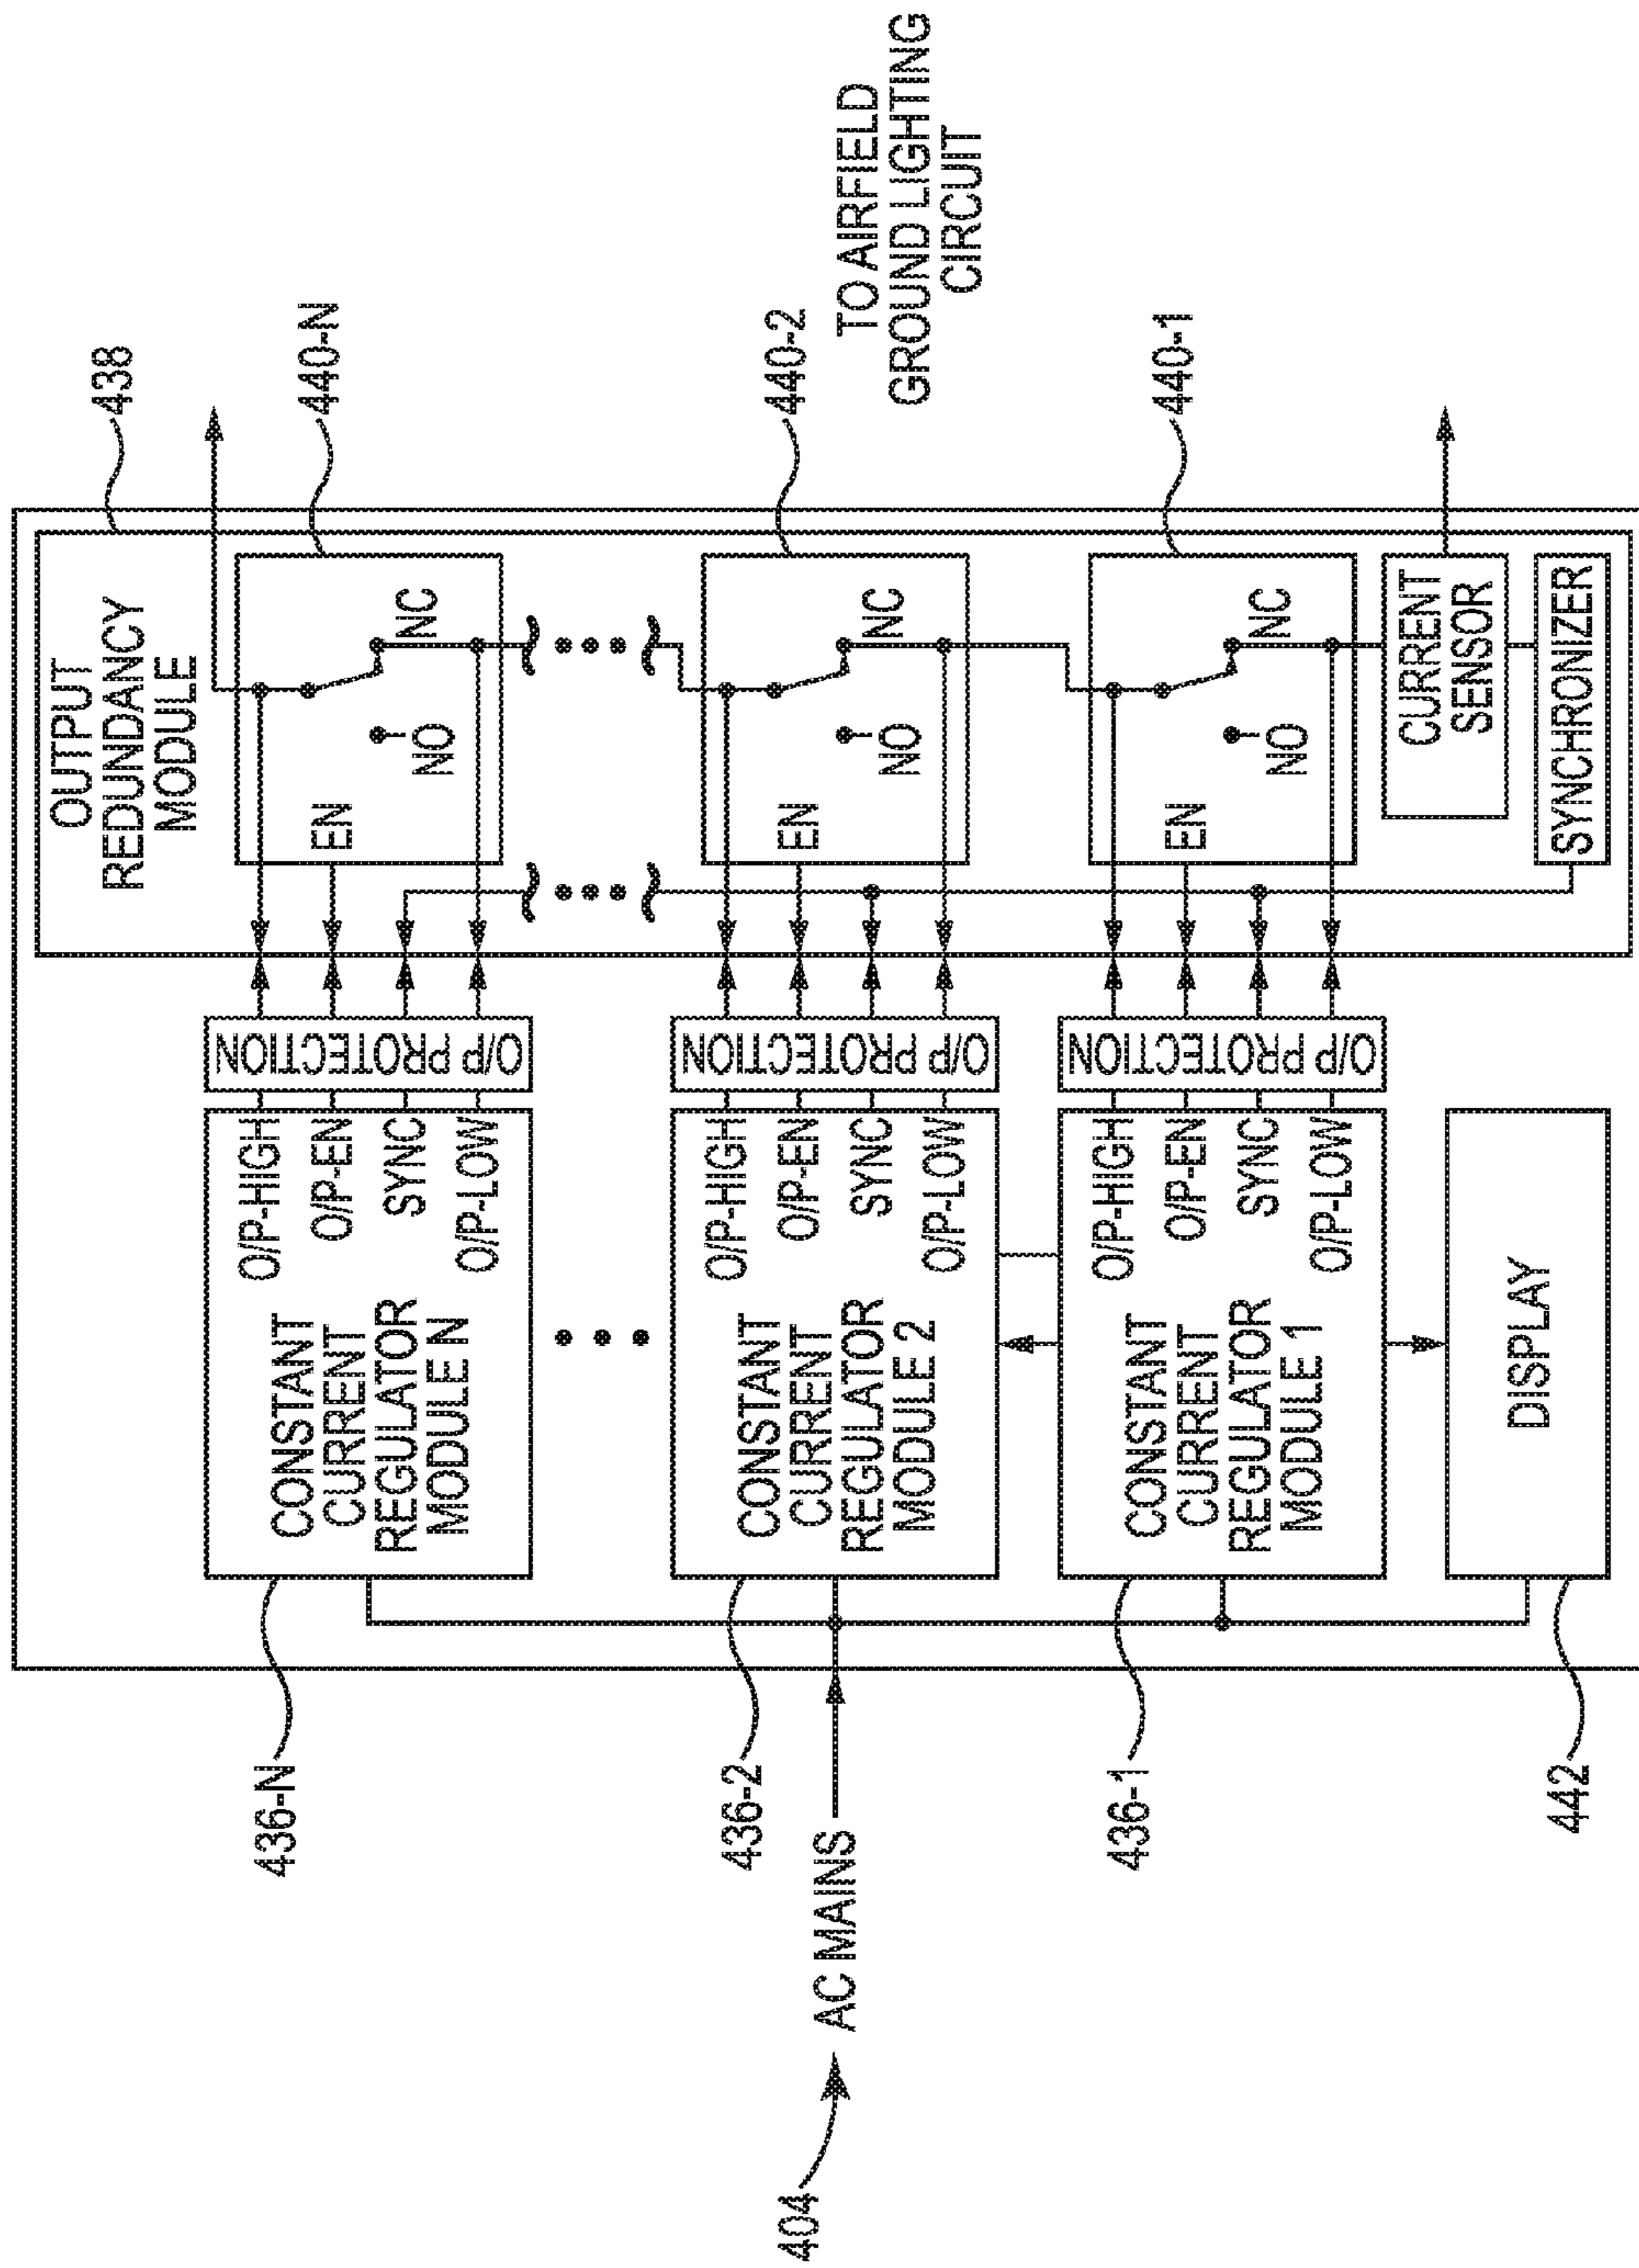 438
OUTPUT
REDUNDANCY
MODULE
436-N
CONSTANT
CURRENT
REGULATOR
MODULE N
O/P-HIGH
O/P-EN
SYNC
O/P-LOW
O/P PROTECTION
EN
NO
NC
440-N
404
AC MAINS
436-2
CONSTANT
CURRENT
REGULATOR
MODULE 2
O/P-HIGH
O/P-EN
SYNC
O/P-LOW
O/P PROTECTION
EN
NO
NC
440-2
TO AIRFIELD
GROUND LIGHTING
CIRCUIT
436-1
CONSTANT
CURRENT
REGULATOR
MODULE 1
O/P-HIGH
O/P-EN
SYNC
O/P-LOW
O/P PROTECTION
EN
NO
NC
440-1
CURRENT
SENSOR
442
DISPLAY
SYNCHRONIZER